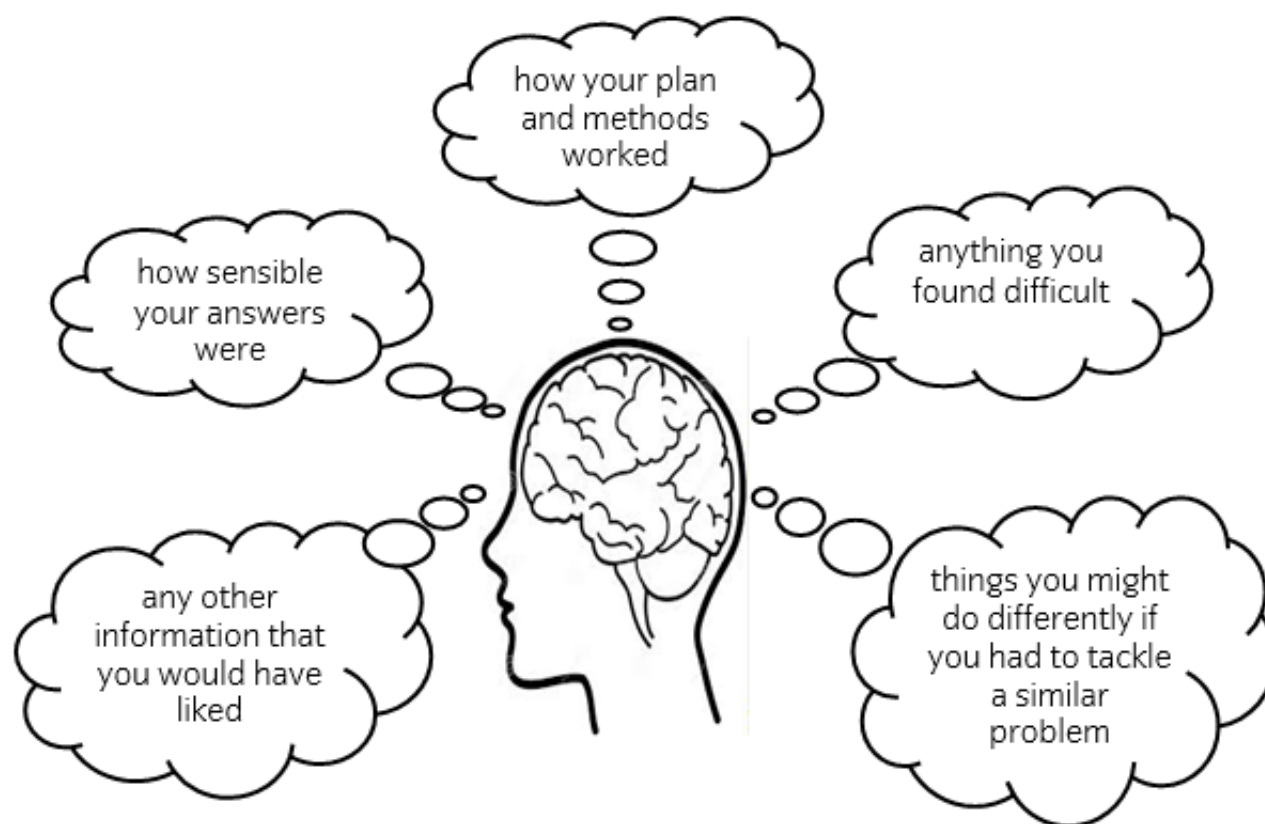 how your plan
and methods
worked
how sensible
your answers
were
anything you
found difficult
any other
information that
you would have
liked
things you might
do differently if
you had to tackle
a similar
problem